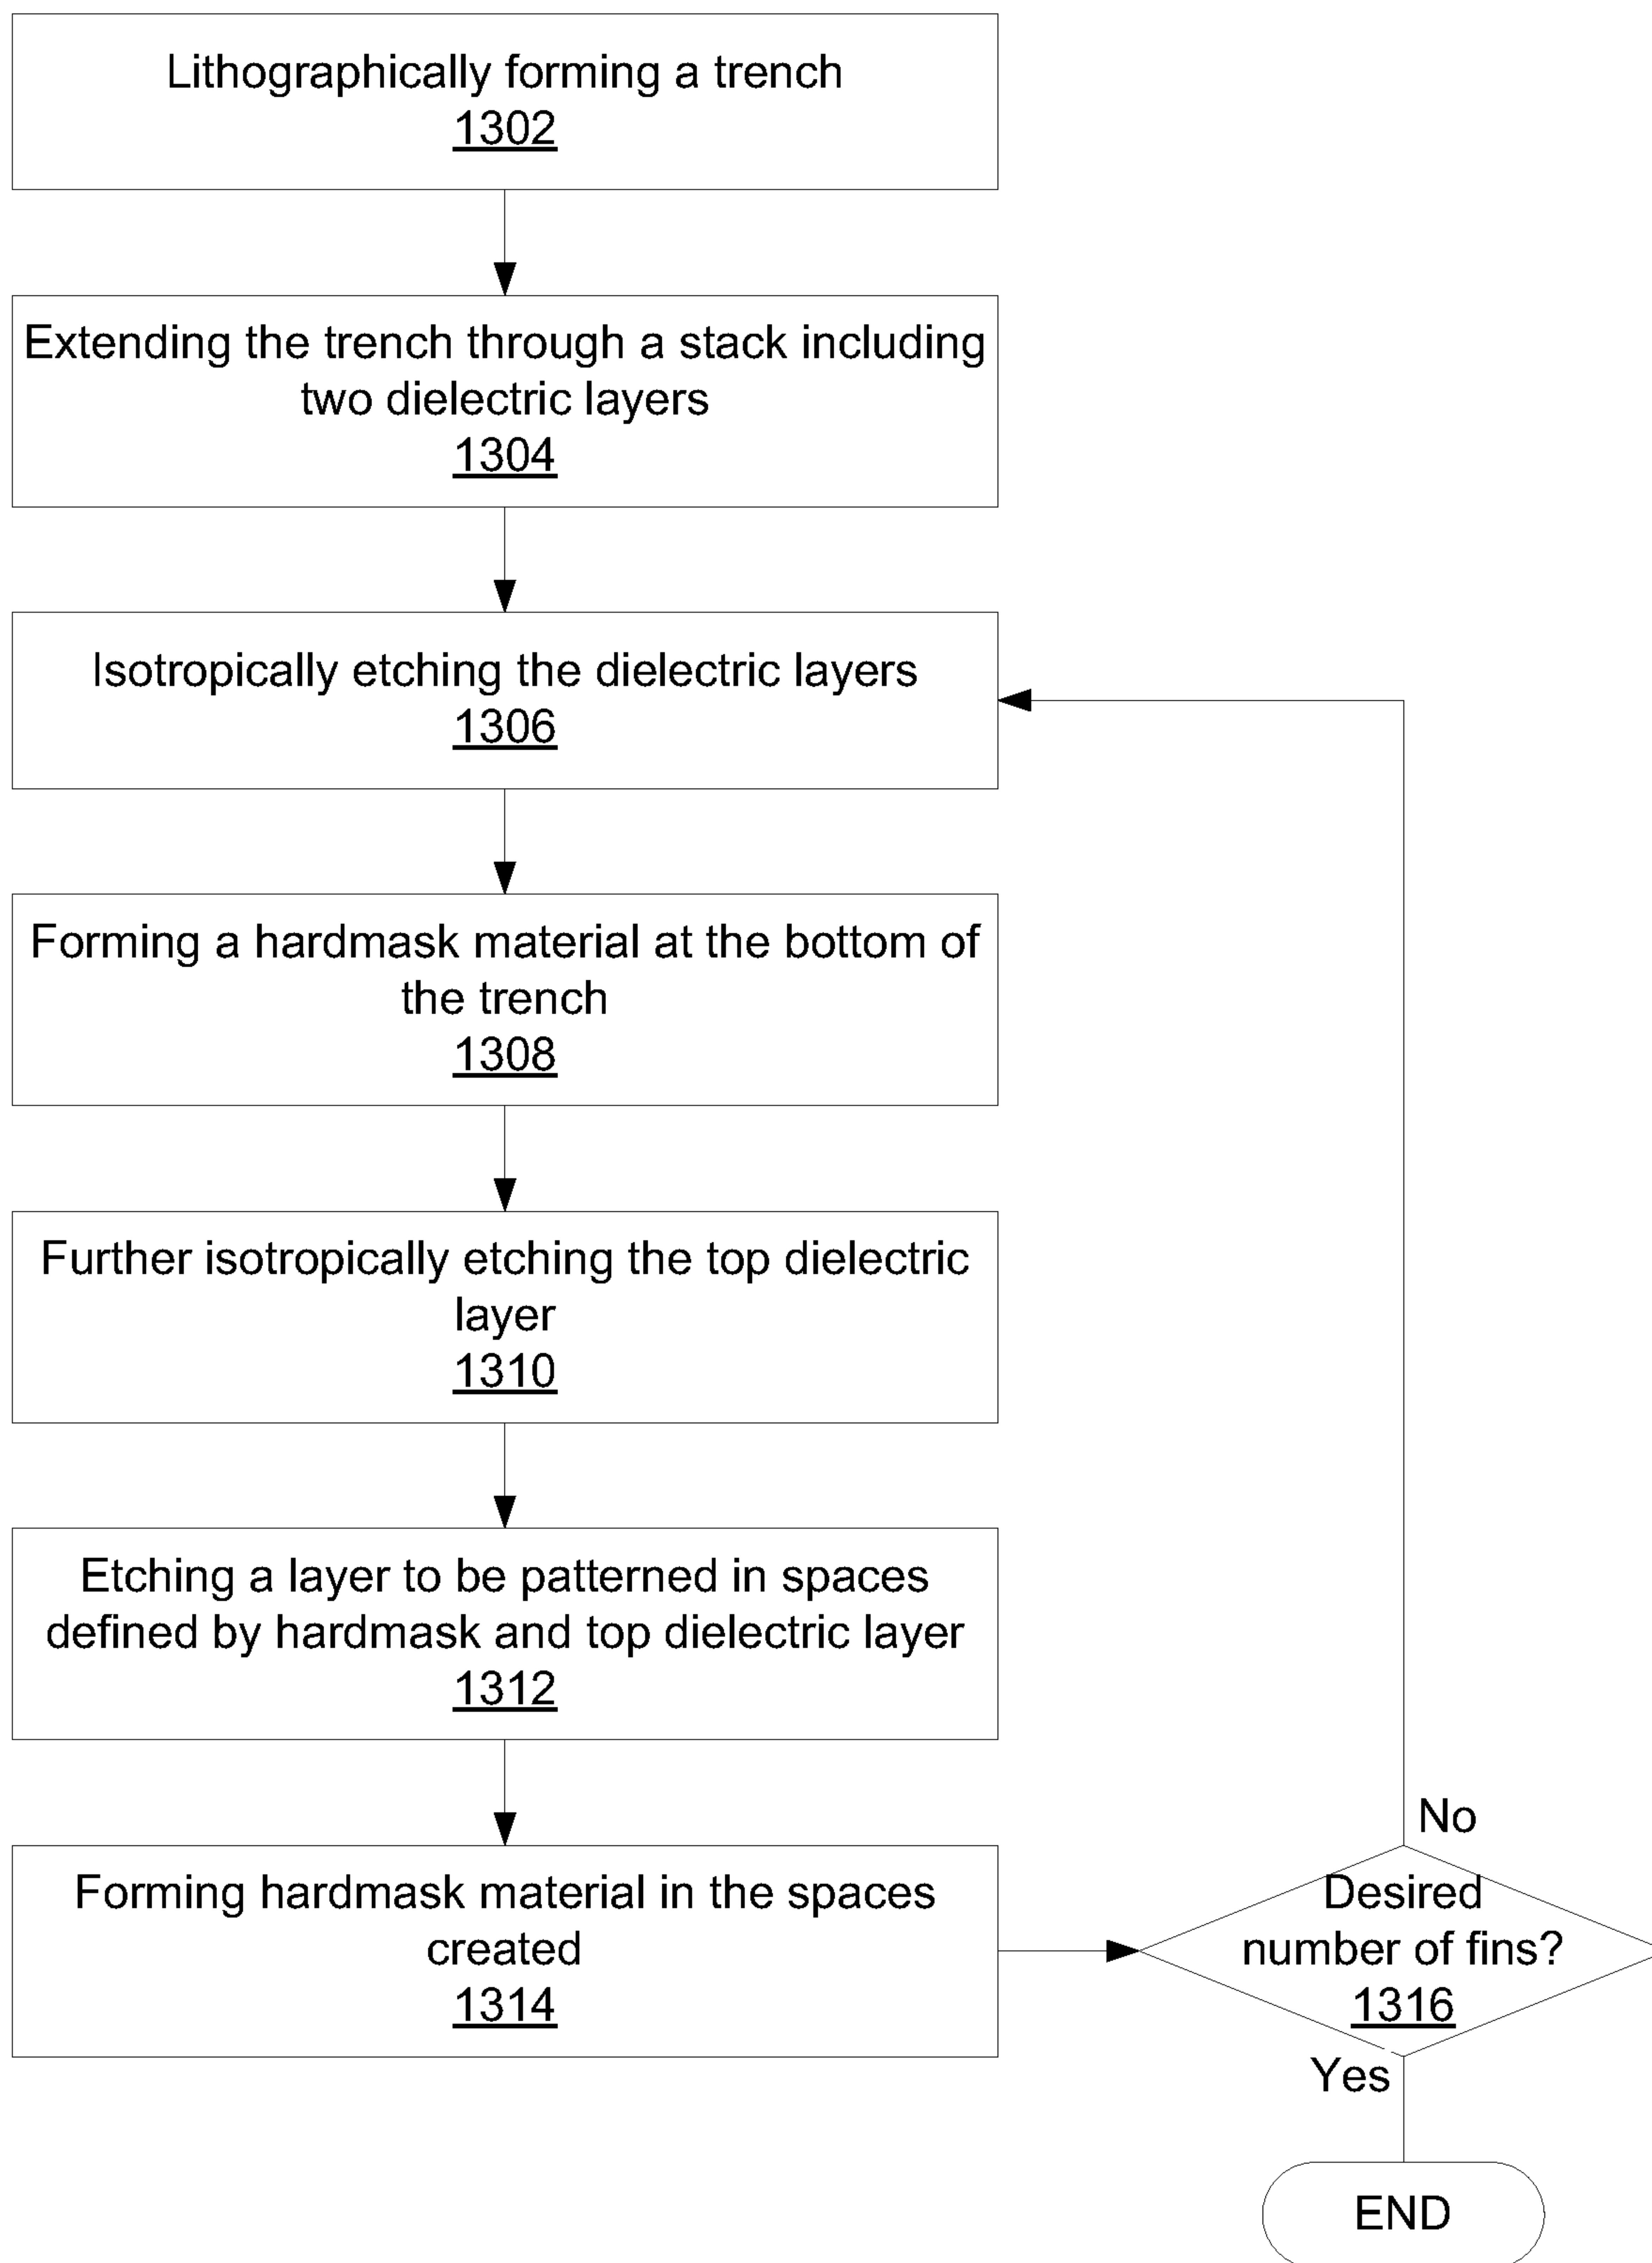 Lithographically forming a trench
1302
Extending the trench through a stack including
two dielectric layers
1304
Isotropically etching the dielectric layers
1306
Forming a hardmask material at the bottom of
the trench
1308
Further isotropically etching the top dielectric
layer
1310
Etching a layer to be patterned in spaces
defined by hardmask and top dielectric layer
1312
Forming hardmask material in the spaces
created
1314
No
Desired
number of fins?
1316
Yes
END